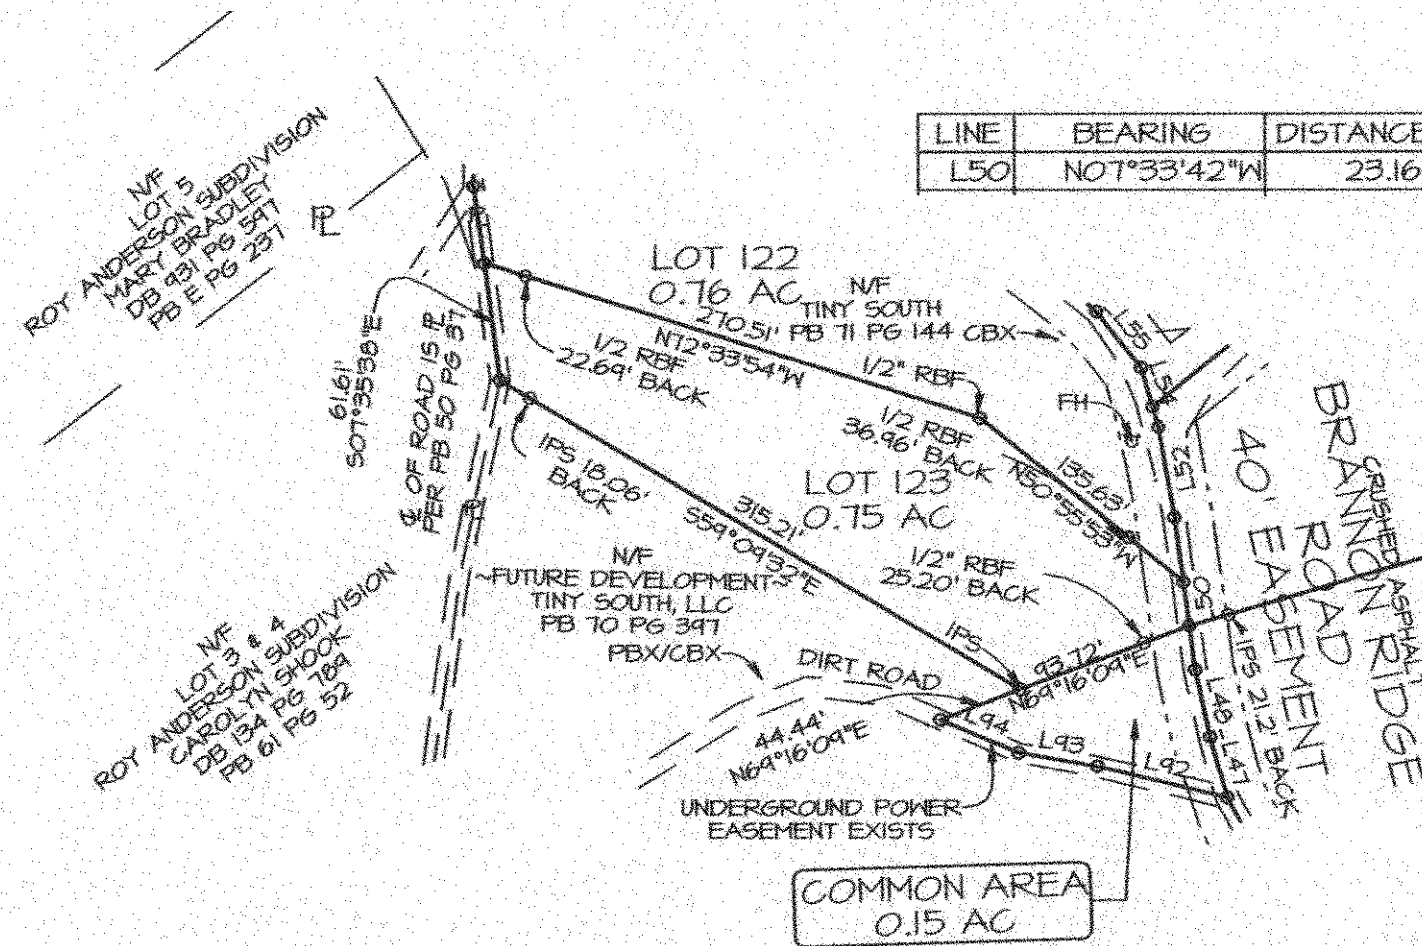 LINE BEARING DISTANCE
L50 N07°33'42"W 23.16
N/F
LOT 5
ROY ANDERSON SUBDIVISION
MARY BRADLEY
DB 931 PG 597
PB E PG 237
PL
LOT 122
0.76 AC
N/F
TINY SOUTH
PB 71 PG 144 CBX
270.51'
N72°33'54"W
1/2 RBF
22.69' BACK
1/2" RBF
61.61'
S07°35'38"E
℄ OF ROAD IS PL
PER PB 50 PG 37
IPS 18.06'
BACK
1/2 RBF
36.96' BACK
LOT 123
0.75 AC
135.63'
N50°55'53"W
315.21'
S59°09'32"E
FH
L55
L54
L52
L50
40' EASEMENT
BRANNON RIDGE
ROAD
CRUSHED ASPHALT
N/F
~FUTURE DEVELOPMENT~
TINY SOUTH, LLC
PB 70 PG 397
PBX/CBX
1/2" RBF
25.20' BACK
IPS
93.72'
N69°16'09"E
DIRT ROAD
44.44'
N69°16'09"E
L94
L93
L92
L48
L47
IPS 21.2' BACK
N/F
LOT 3 & 4
ROY ANDERSON SUBDIVISION
CAROLYN SHOOK
DB 134 PG 789
PB 61 PG 52
UNDERGROUND POWER
EASEMENT EXISTS
COMMON AREA
0.15 AC